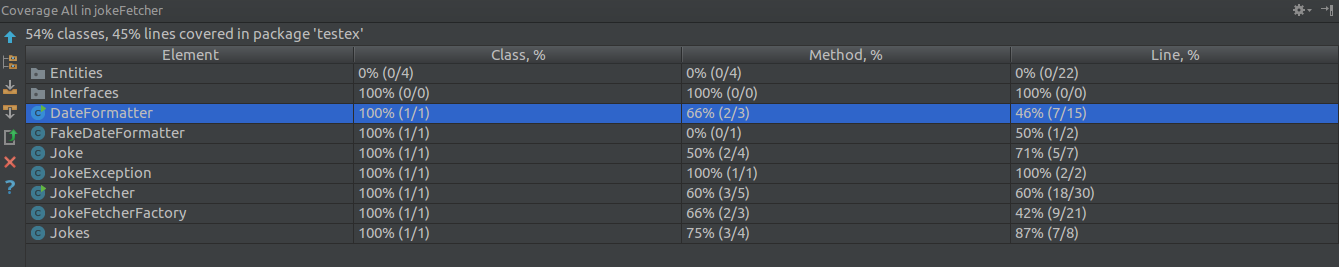 Coverage All in jokeFetcher
54% classes, 45% lines covered in package 'testex'
Element Class, % Method, % Line, %
Entities 0% (0/4) 0% (0/4) 0% (0/22)
Interfaces 100% (0/0) 100% (0/0) 100% (0/0)
DateFormatter 100% (1/1) 66% (2/3) 46% (7/15)
FakeDateFormatter 100% (1/1) 0% (0/1) 50% (1/2)
Joke 100% (1/1) 50% (2/4) 71% (5/7)
JokeException 100% (1/1) 100% (1/1) 100% (2/2)
JokeFetcher 100% (1/1) 60% (3/5) 60% (18/30)
JokeFetcherFactory 100% (1/1) 66% (2/3) 42% (9/21)
Jokes 100% (1/1) 75% (3/4) 87% (7/8)